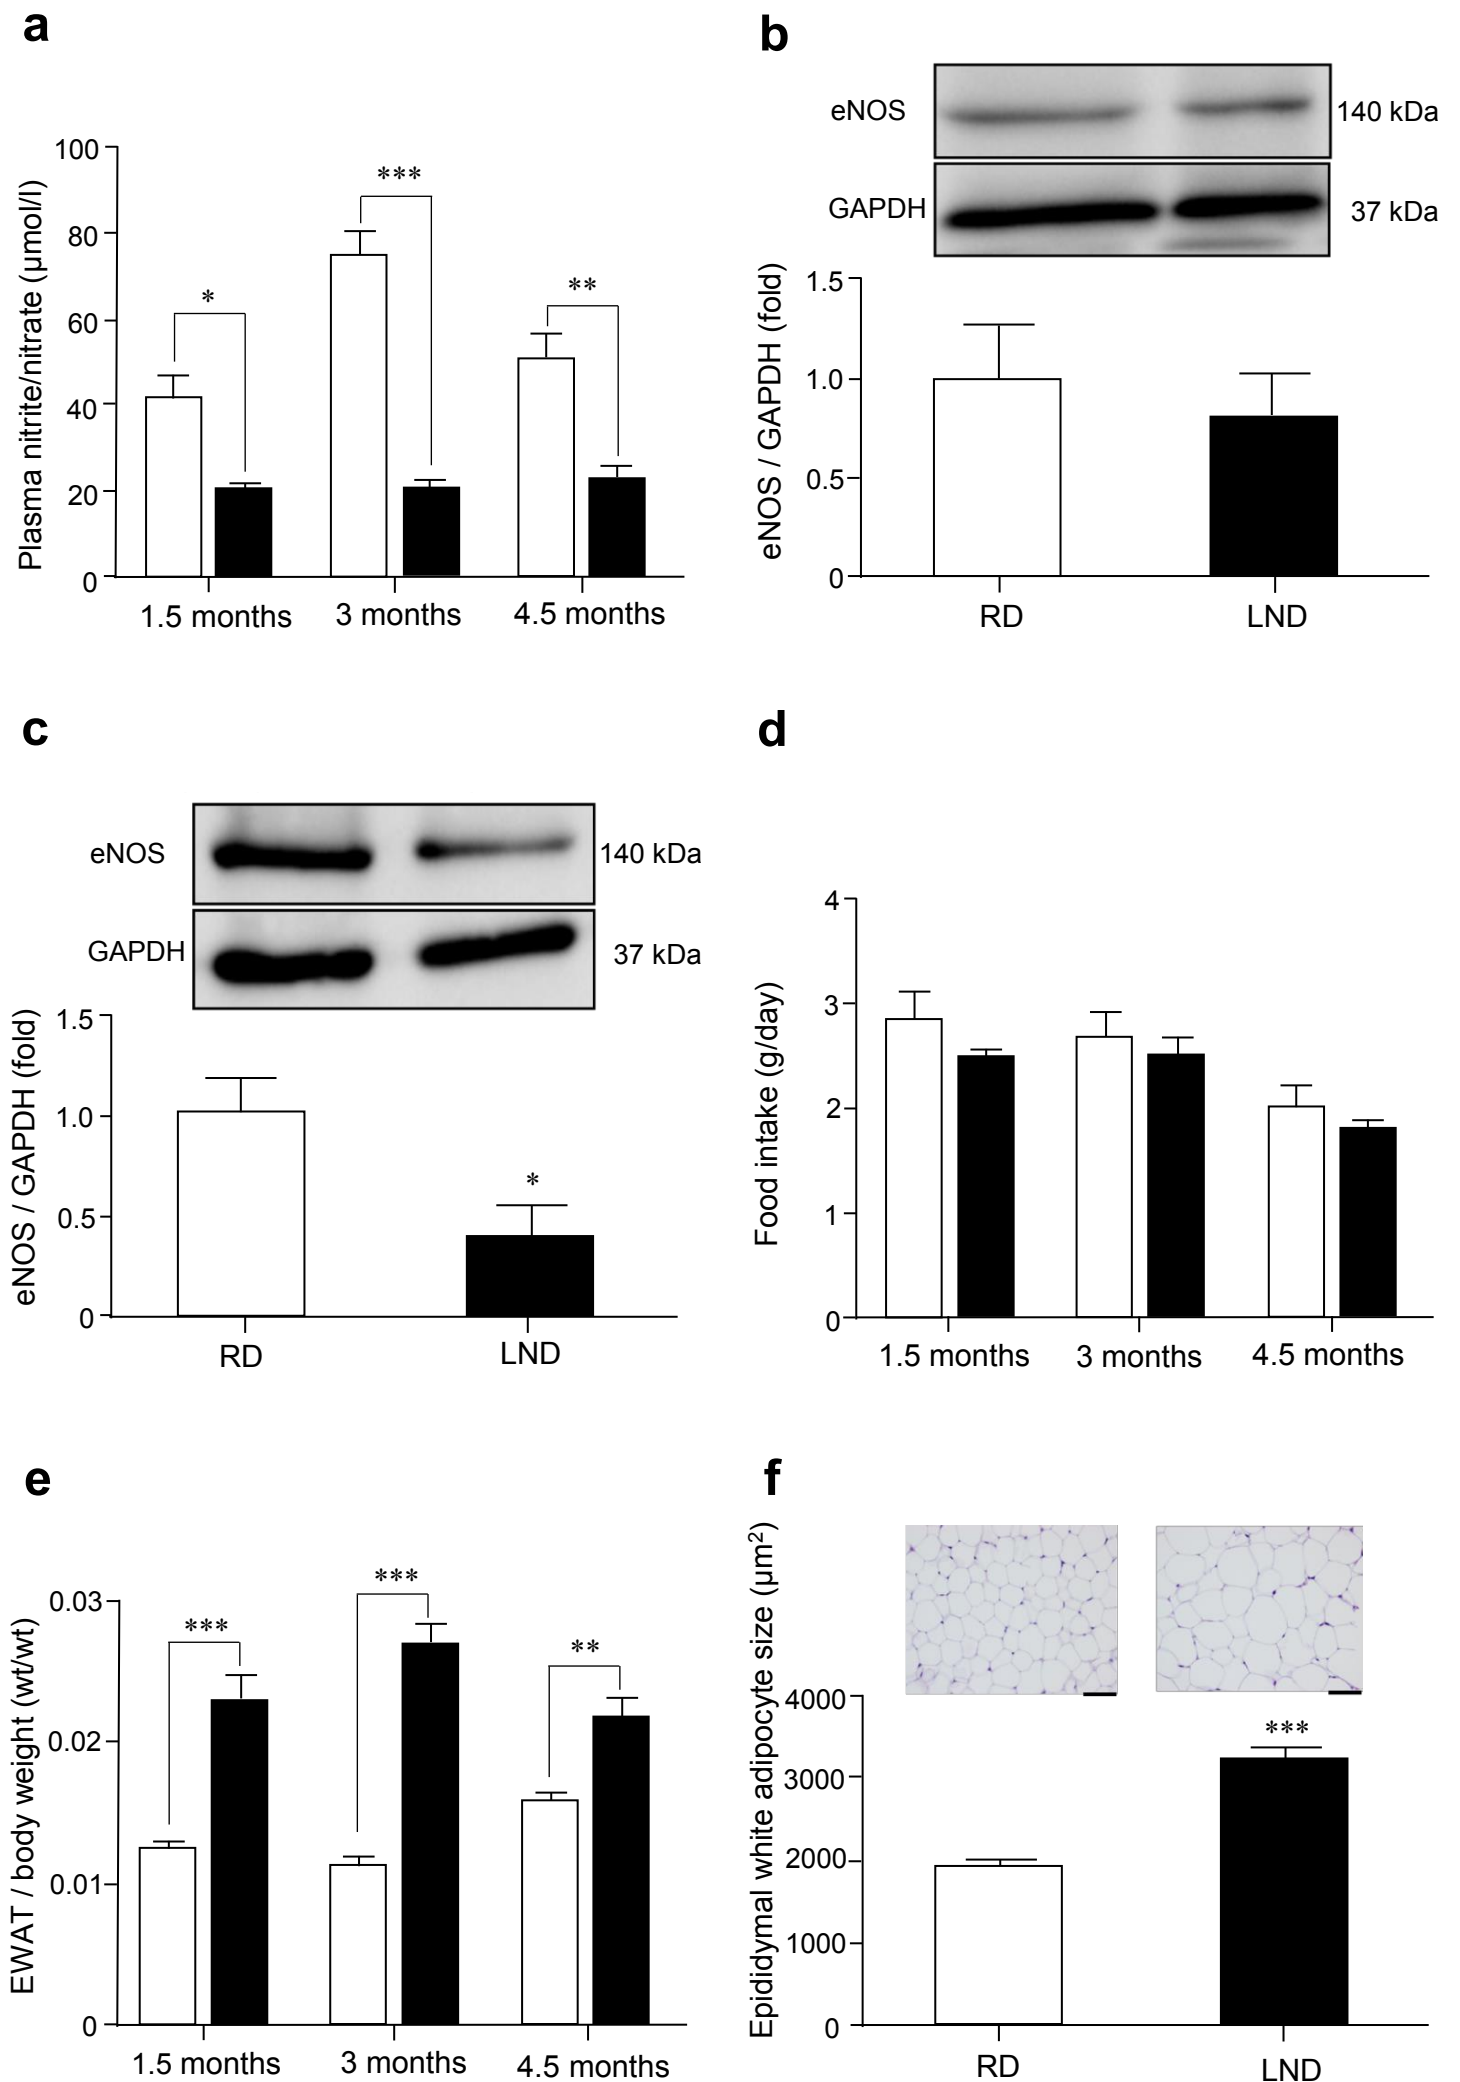 a
Plasma nitrite/nitrate (μmol/l)
100
80
60
40
20
0
*
***
**
1.5 months
3 months
4.5 months
b
eNOS
140 kDa
GAPDH
37 kDa
eNOS / GAPDH (fold)
1.5
1.0
0.5
0
RD
LND
c
eNOS
140 kDa
GAPDH
37 kDa
eNOS / GAPDH (fold)
1.5
1.0
0.5
0
*
RD
LND
d
Food intake (g/day)
4
3
2
1
0
1.5 months
3 months
4.5 months
e
EWAT / body weight (wt/wt)
0.03
0.02
0.01
0
***
***
**
1.5 months
3 months
4.5 months
f
Epididymal white adipocyte size (μm²)
4000
3000
2000
1000
0
***
RD
LND